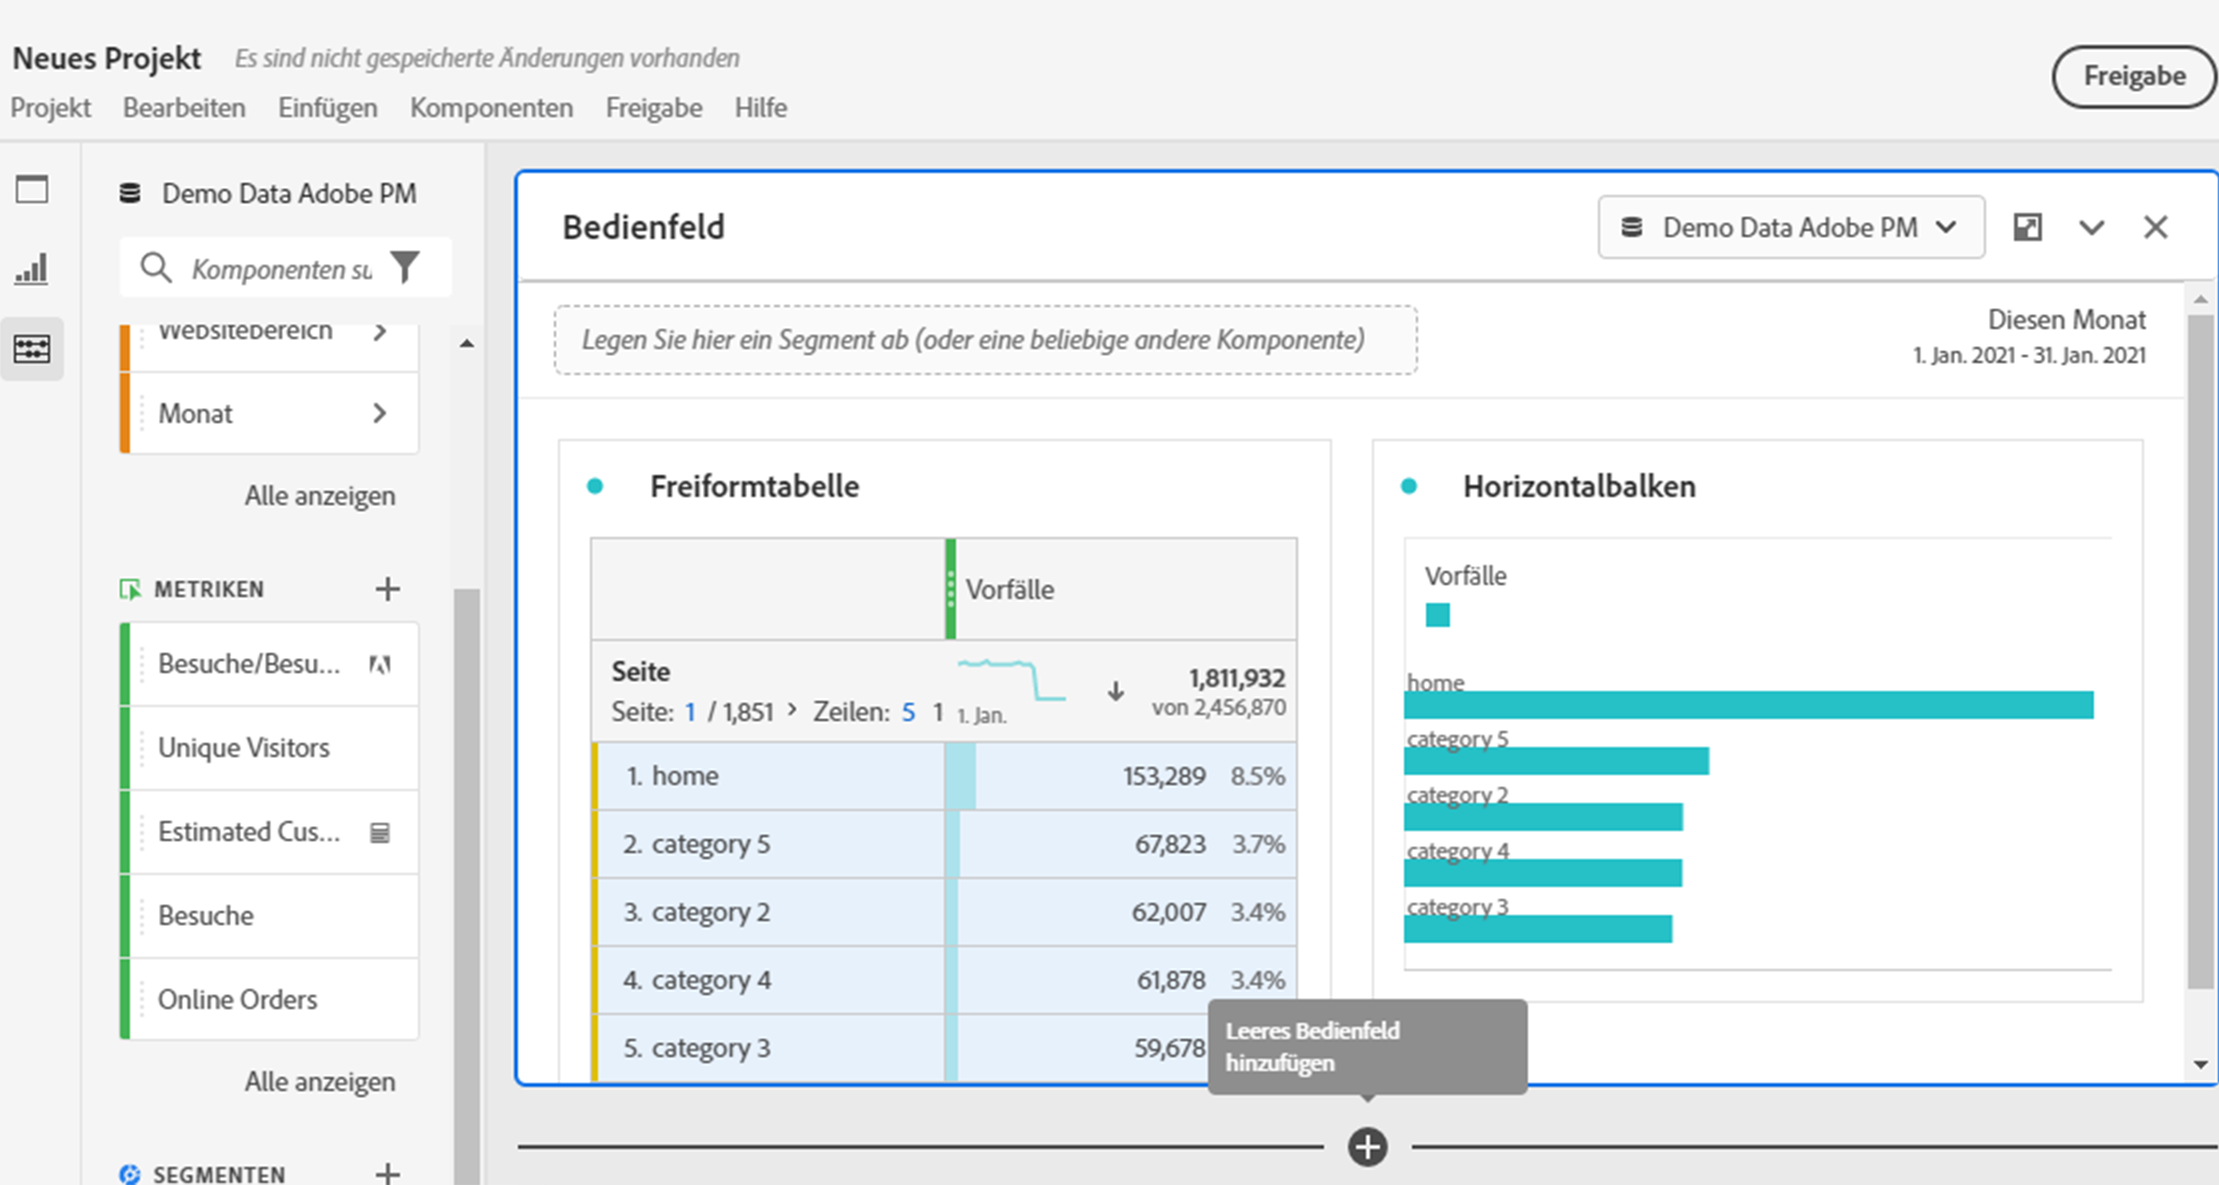 Neues Projekt Es sind nicht gespeicherte Änderungen vorhanden
Freigabe
Projekt Bearbeiten Einfügen Komponenten Freigabe Hilfe
Demo Data Adobe PM
Komponenten su
Websitebereich
Monat
Alle anzeigen
METRIKEN
Besuche/Besu...
Unique Visitors
Estimated Cus...
Besuche
Online Orders
Alle anzeigen
SEGMENTEN
Bedienfeld
Demo Data Adobe PM
Legen Sie hier ein Segment ab (oder eine beliebige andere Komponente)
Diesen Monat
1. Jan. 2021 - 31. Jan. 2021
Freiformtabelle
Vorfälle
Seite
Seite: 1 / 1,851 > Zeilen: 5 1
1. Jan.
1,811,932
von 2,456,870
1. home 153,289 8.5%
2. category 5 67,823 3.7%
3. category 2 62,007 3.4%
4. category 4 61,878 3.4%
5. category 3 59,678
Horizontalbalken
Vorfälle
home
category 5
category 2
category 4
category 3
Leeres Bedienfeld
hinzufügen